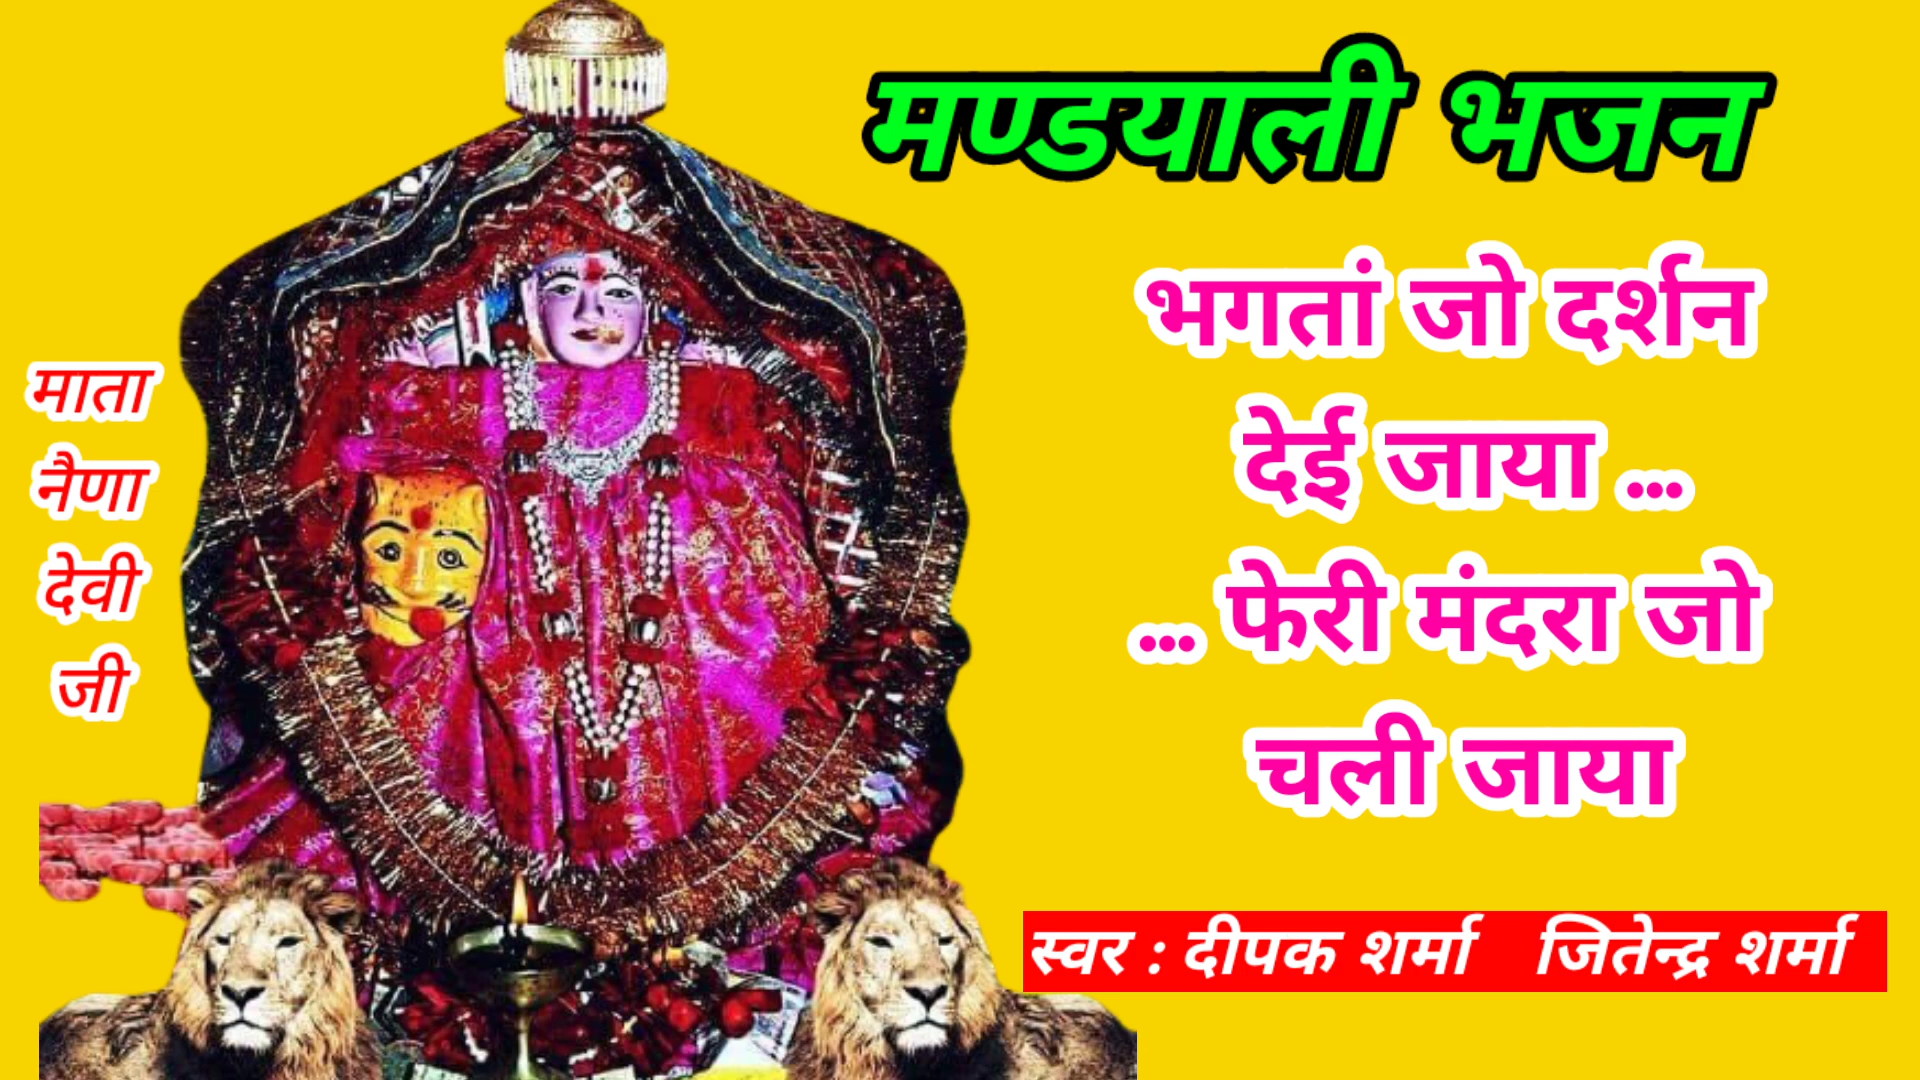 मण्डयाली भजन
भगतां जो दर्शन
देई जाया ...
... फेरी मंदरा जो
चली जाया
माता
नैणा
देवी
जी
स्वर : दीपक शर्मा जितेन्द्र शर्मा